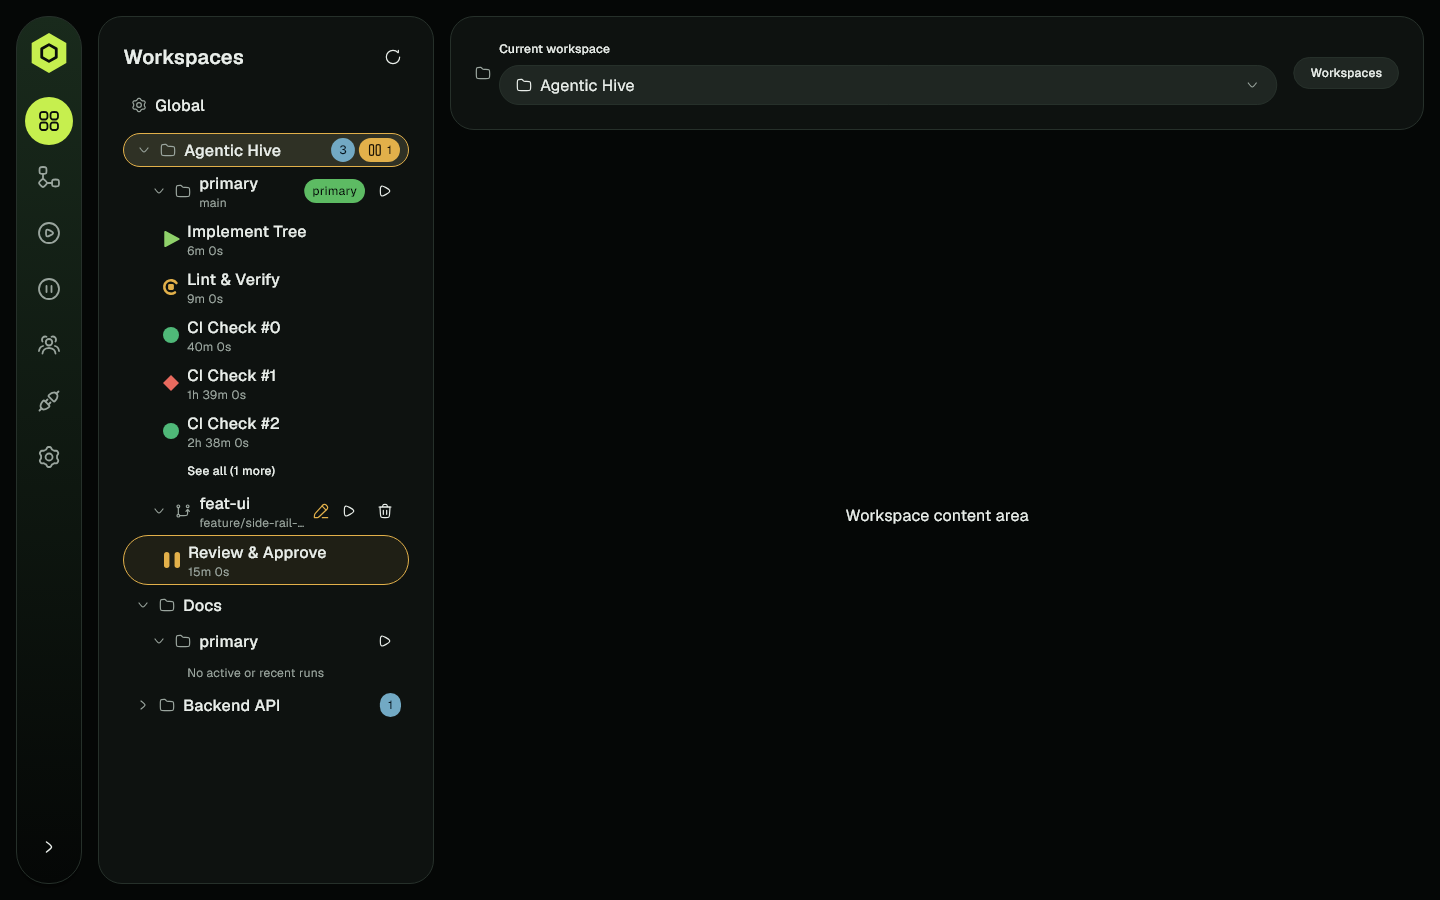 Workspaces
Global
Agentic Hive
3
1
primary
main
primary
Implement Tree
6m 0s
Lint & Verify
9m 0s
CI Check #0
40m 0s
CI Check #1
1h 39m 0s
CI Check #2
2h 38m 0s
See all (1 more)
feat-ui
feature/side-rail-...
Review & Approve
15m 0s
Docs
primary
No active or recent runs
Backend API
1
Current workspace
Agentic Hive
Workspaces
Workspace content area